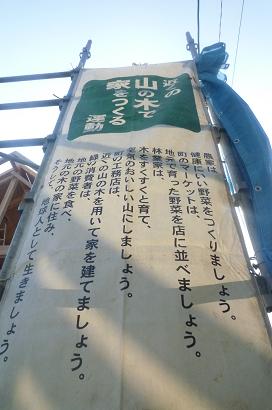 近くの
山の木で
家をつくる
運動
農家は
健康にいい野菜をつくりましょう。
町のマーケットは、
地元で育った野菜を店に並べましょう。
林業家は、
木をすくすくと育て、
空気のおいしい山にしましょう。
町の工務店は、
近くの山の木を用いて家を建てましょう。
緑の消費者は、
地元の野菜を食べ、
地元の木の家に住み、
そうして、地球人として生きましょう。